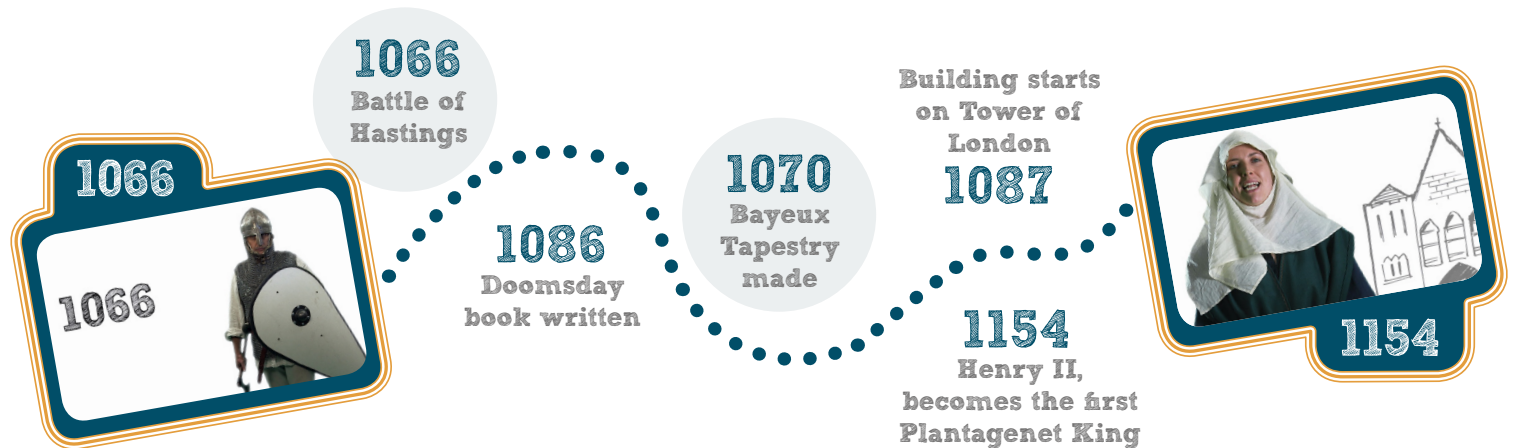 1066
1066
1066
Battle of
Hastings
1086
Doomsday
book written
1070
Bayeux
Tapestry
made
Building starts
on Tower of
London
1087
1154
Henry II,
becomes the first
Plantagenet King
1154